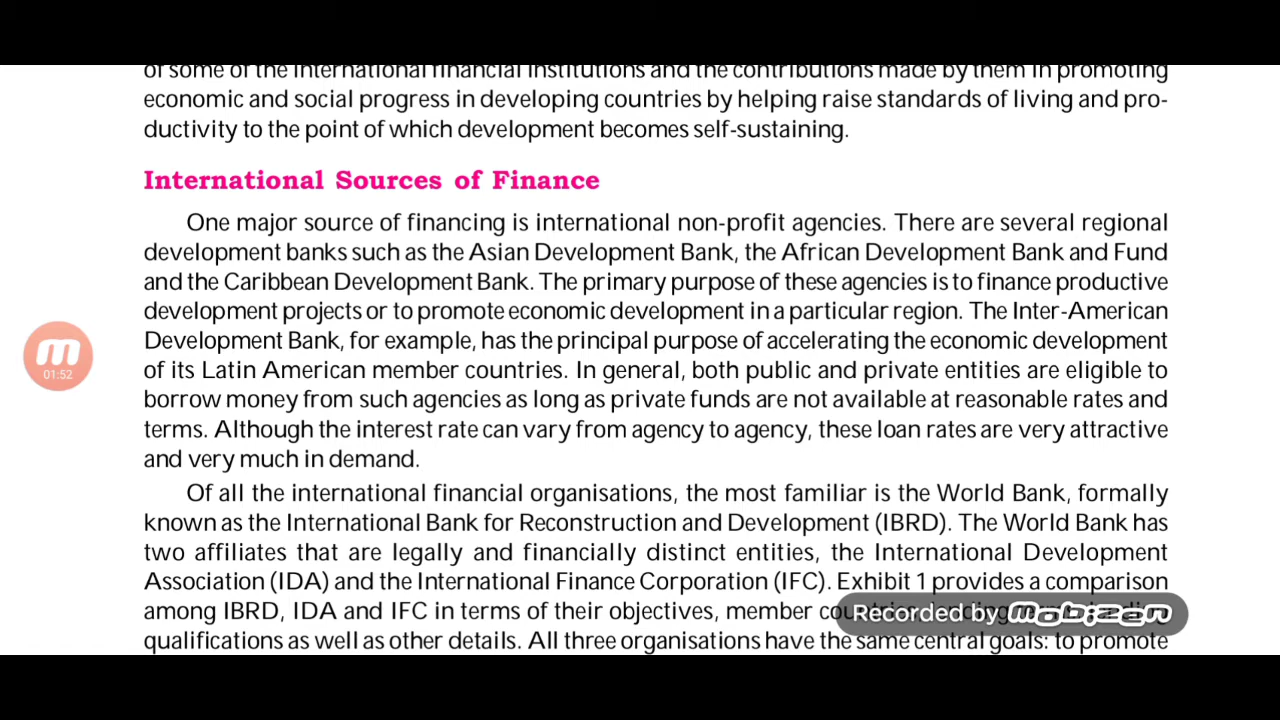 of some of the international financial institutions and the contributions made by them in promoting
economic and social progress in developing countries by helping raise standards of living and pro-
ductivity to the point of which development becomes self-sustaining.
International Sources of Finance
One major source of financing is international non-profit agencies. There are several regional
development banks such as the Asian Development Bank, the African Development Bank and Fund
and the Caribbean Development Bank. The primary purpose of these agencies is to finance productive
development projects or to promote economic development in a particular region. The Inter-American
Development Bank, for example, has the principal purpose of accelerating the economic development
of its Latin American member countries. In general, both public and private entities are eligible to
borrow money from such agencies as long as private funds are not available at reasonable rates and
terms. Although the interest rate can vary from agency to agency, these loan rates are very attractive
and very much in demand.
01:52
Of all the international financial organisations, the most familiar is the World Bank, formally
known as the International Bank for Reconstruction and Development (IBRD). The World Bank has
two affiliates that are legally and financially distinct entities, the International Development
Association (IDA) and the International Finance Corporation (IFC). Exhibit 1 provides a comparison
among IBRD, IDA and IFC in terms of their objectives, member
Recorded by mobizen
qualifications as well as other details. All three organisations have the same central goals: to promote